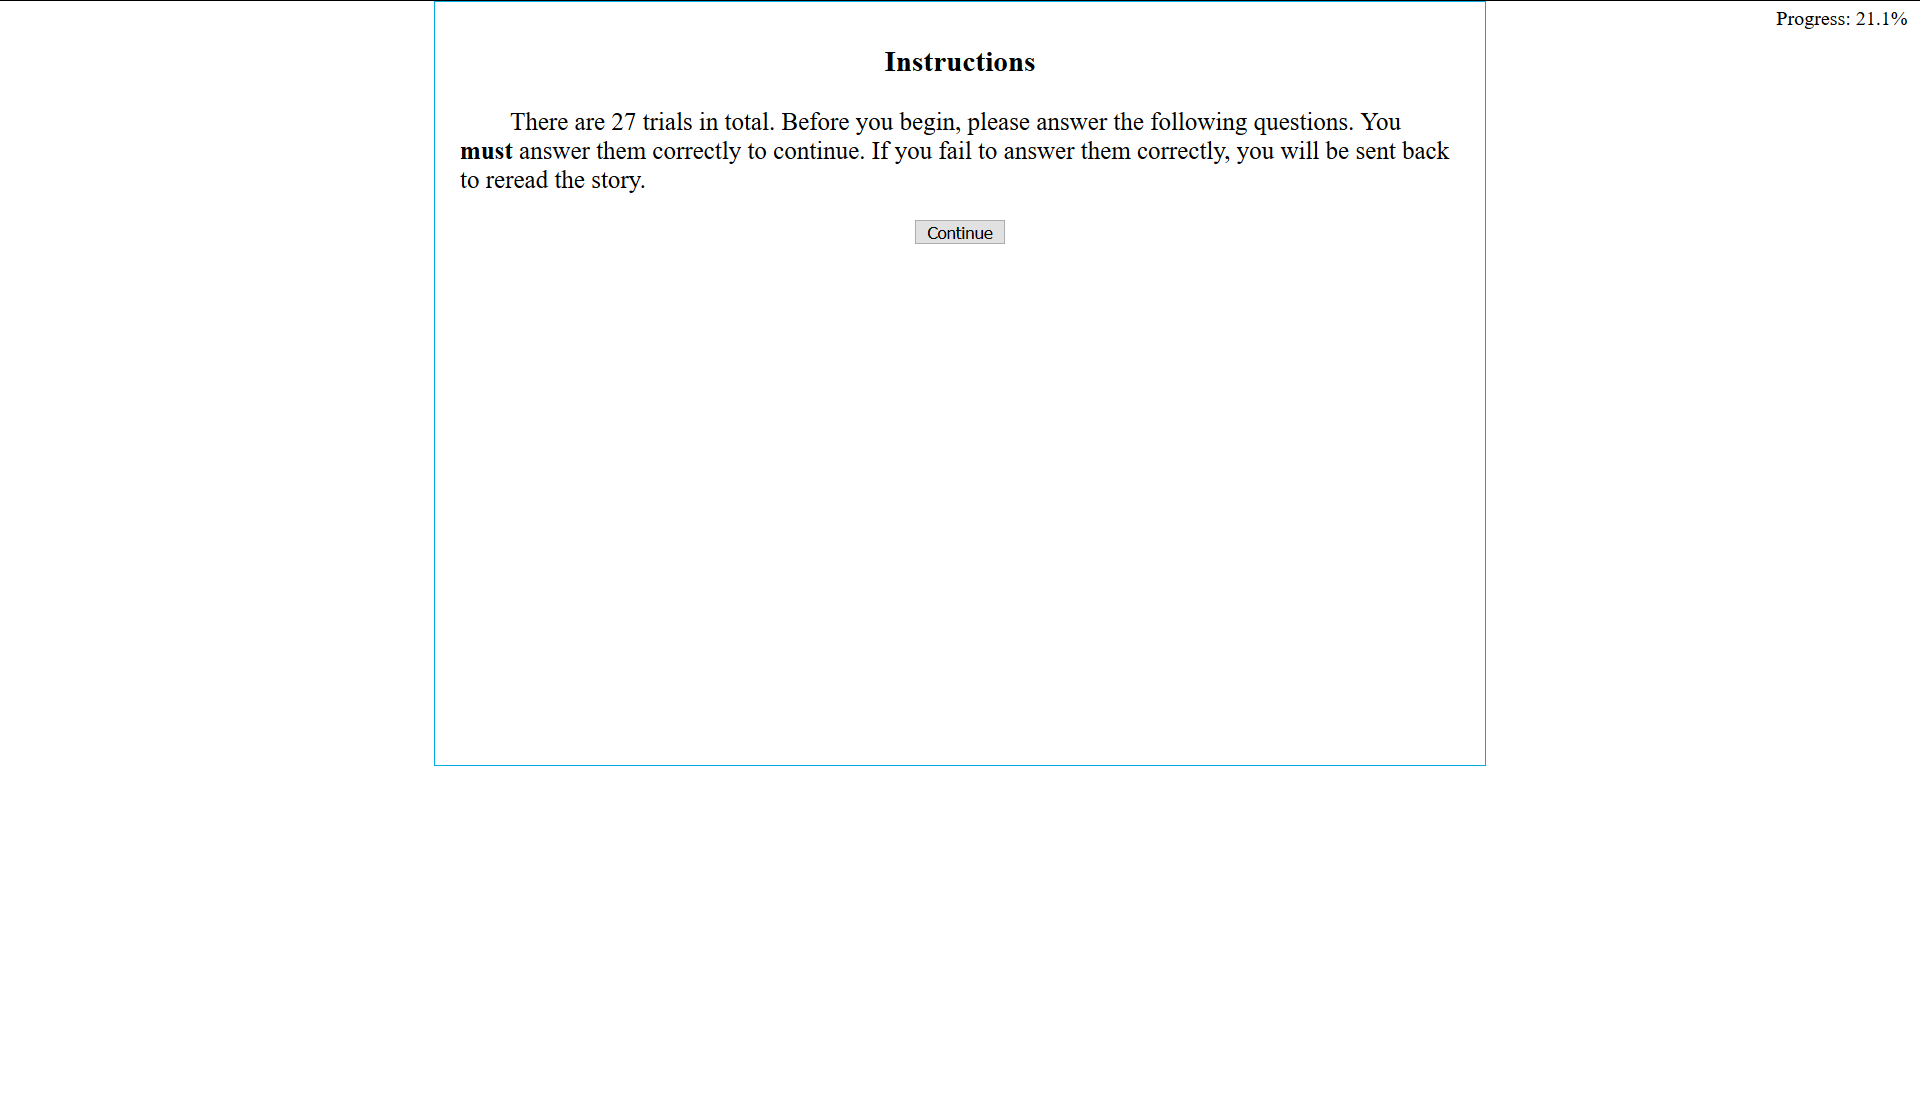 Progress: 21.1%
Instructions
There are 27 trials in total. Before you begin, please answer the following questions. You
must answer them correctly to continue. If you fail to answer them correctly, you will be sent back
to reread the story.
Continue